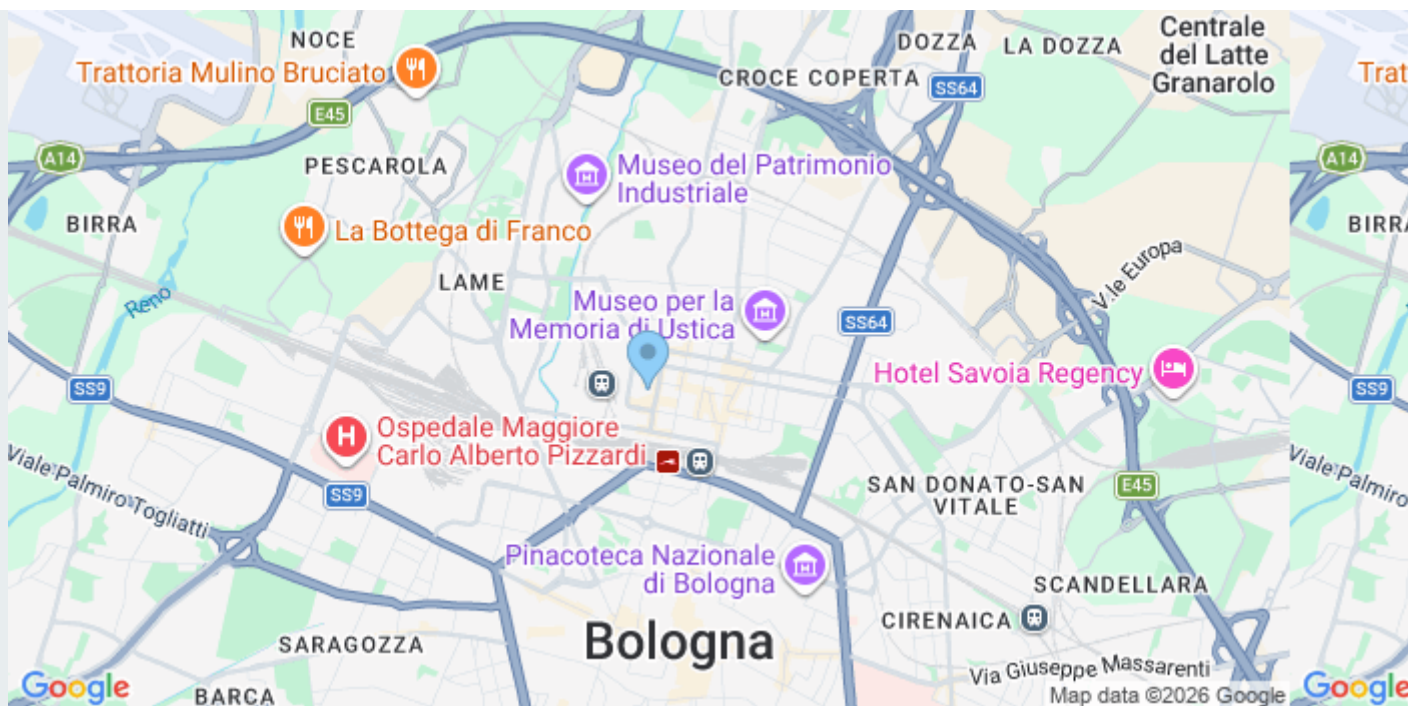 NOCE
DOZZA
LA DOZZA
Centrale
del Latte
Granarolo
Trattoria Mulino Bruciato
CROCE COPERTA
SS64
Trat
E45
A14
PESCAROLA
Museo del Patrimonio
Industriale
A14
BIRRA
La Bottega di Franco
BIRRA
V.le Europa
LAME
Reno
Museo per la
Memoria di Ustica
SS64
Hotel Savoia Regency
SS9
SS9
Ospedale Maggiore
Carlo Alberto Pizzardi
Viale Palmiro Togliatti
SS9
SAN DONATO-SAN
VITALE
E45
Viale Palmiro
Pinacoteca Nazionale
di Bologna
SCANDELLARA
CIRENAICA
Bologna
SARAGOZZA
Via Giuseppe Massarenti
Google
BARCA
Map data ©2026 Google
Google